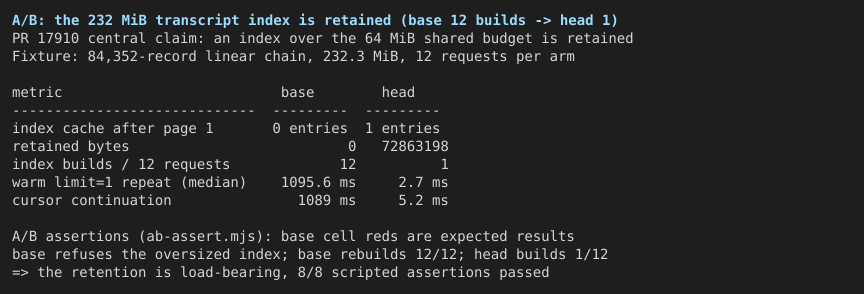 A/B: the 232 MiB transcript index is retained (base 12 builds -> head 1)
PR 17910 central claim: an index over the 64 MiB shared budget is retained
Fixture: 84,352-record linear chain, 232.3 MiB, 12 requests per arm
metric                         base        head
------------------------------  ---------  ---------
index cache after page 1       0 entries  1 entries
retained bytes                         0   72863198
index builds / 12 requests            12          1
warm limit=1 repeat (median)    1095.6 ms     2.7 ms
cursor continuation               1089 ms     5.2 ms
A/B assertions (ab-assert.mjs): base cell reds are expected results
base refuses the oversized index; base rebuilds 12/12; head builds 1/12
=> the retention is load-bearing, 8/8 scripted assertions passed